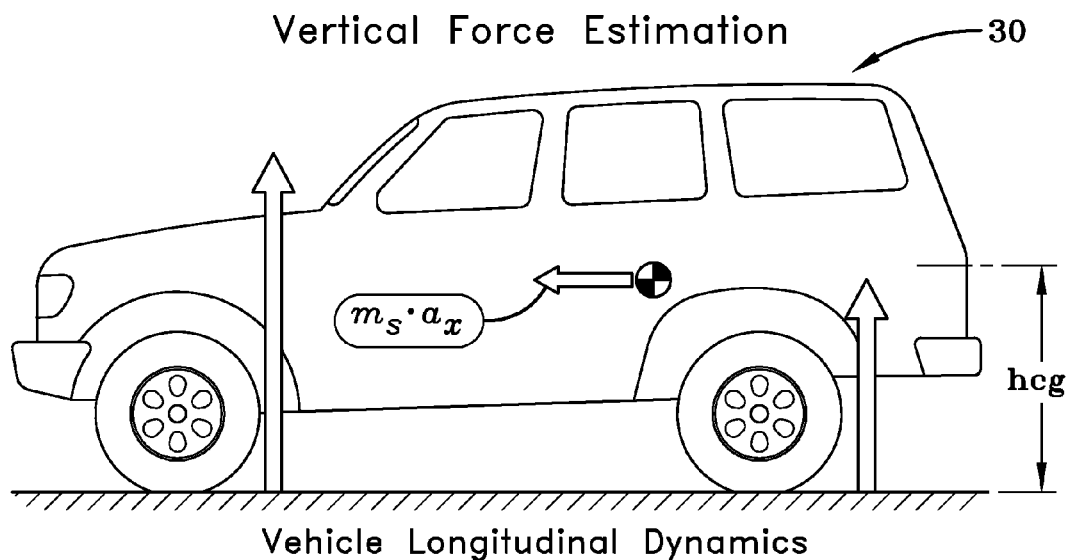 Vertical Force Estimation
30
m_s · a_x
hcg
Vehicle Longitudinal Dynamics